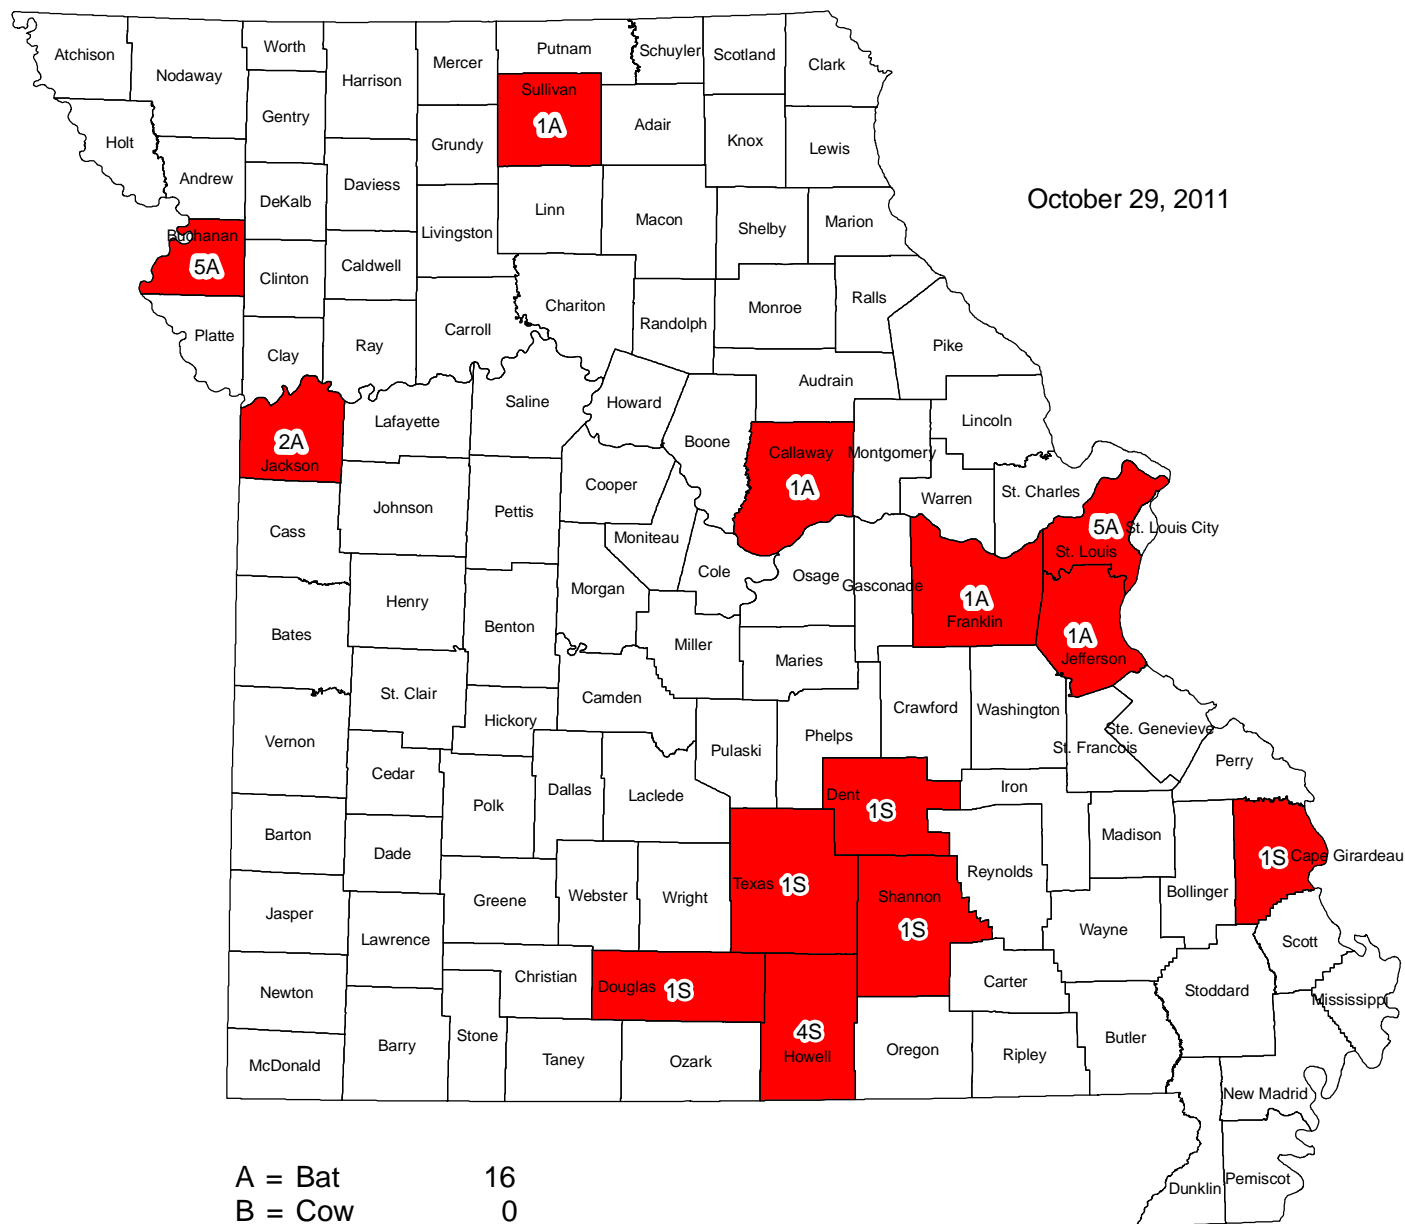 Atchison
Nodaway
Worth
Harrison
Mercer
Putnam
Schuyler
Scotland
Clark
Sullivan
1A
Gentry
Holt
Grundy
Adair
Knox
Lewis
Andrew
DeKalb
Daviess
Linn
Macon
Shelby
Marion
October 29, 2011
Buchanan
5A
Clinton
Caldwell
Livingston
Chariton
Randolph
Monroe
Ralls
Platte
Clay
Ray
Carroll
Pike
Audrain
2A
Jackson
Lafayette
Saline
Howard
Boone
Callaway
1A
Montgomery
Lincoln
Cass
Johnson
Pettis
Cooper
Moniteau
Warren
St. Charles
5A
St. Louis
St. Louis City
Cole
Osage
Gasconade
1A
Franklin
1A
Jefferson
Bates
Henry
Benton
Morgan
Miller
Maries
St. Clair
Hickory
Camden
Pulaski
Phelps
Crawford
Washington
Ste. Genevieve
St. Francois
Perry
Vernon
Cedar
Polk
Dallas
Laclede
Dent
1S
Iron
Madison
Barton
Dade
Greene
Webster
Wright
Texas 1S
Shannon
1S
Reynolds
Bollinger
1S Cape Girardeau
Jasper
Lawrence
Christian
Douglas 1S
Wayne
Scott
Newton
Carter
Stoddard
Mississippi
McDonald
Barry
Stone
Taney
Ozark
4S
Howell
Oregon
Ripley
Butler
New Madrid
Dunklin
Pemiscot
A = Bat 16
B = Cow 0